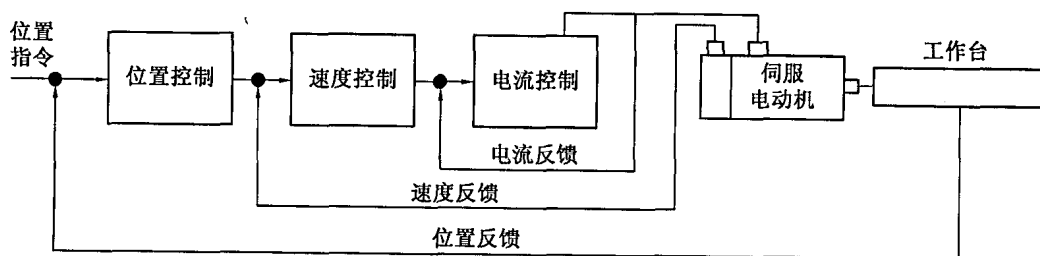 位置
指令
位置控制
速度控制
电流控制
伺服
电动机
工作台
电流反馈
速度反馈
位置反馈